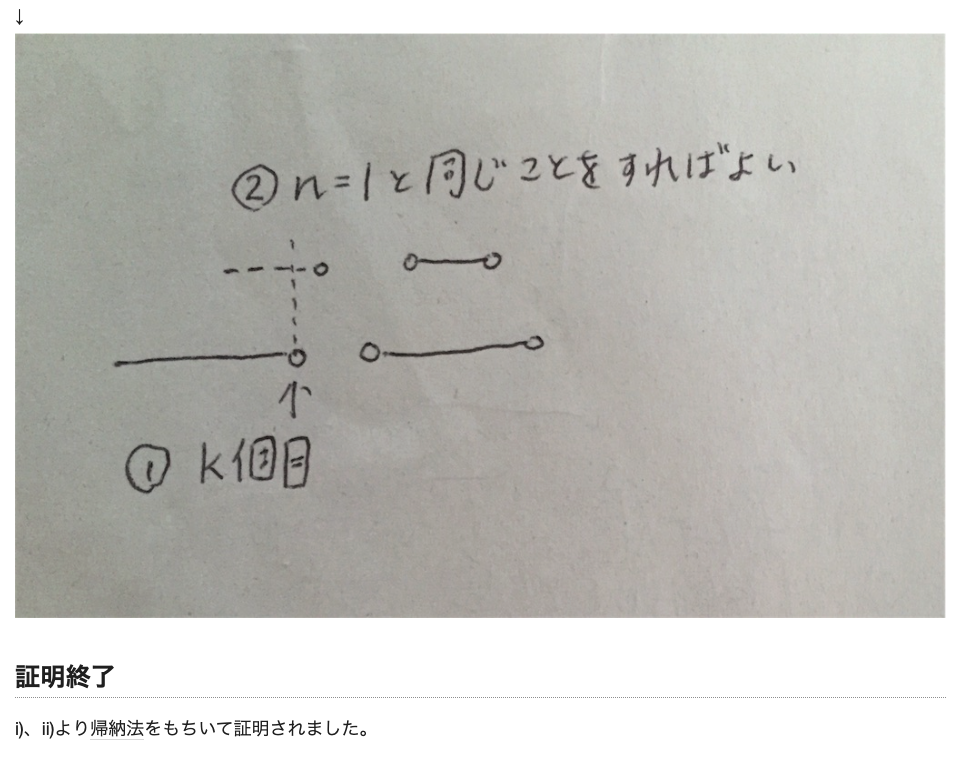 ↓
② n=1と同じことをすればよい
↑
① k個目
証明終了
i)、ii)より帰納法をもちいて証明されました。